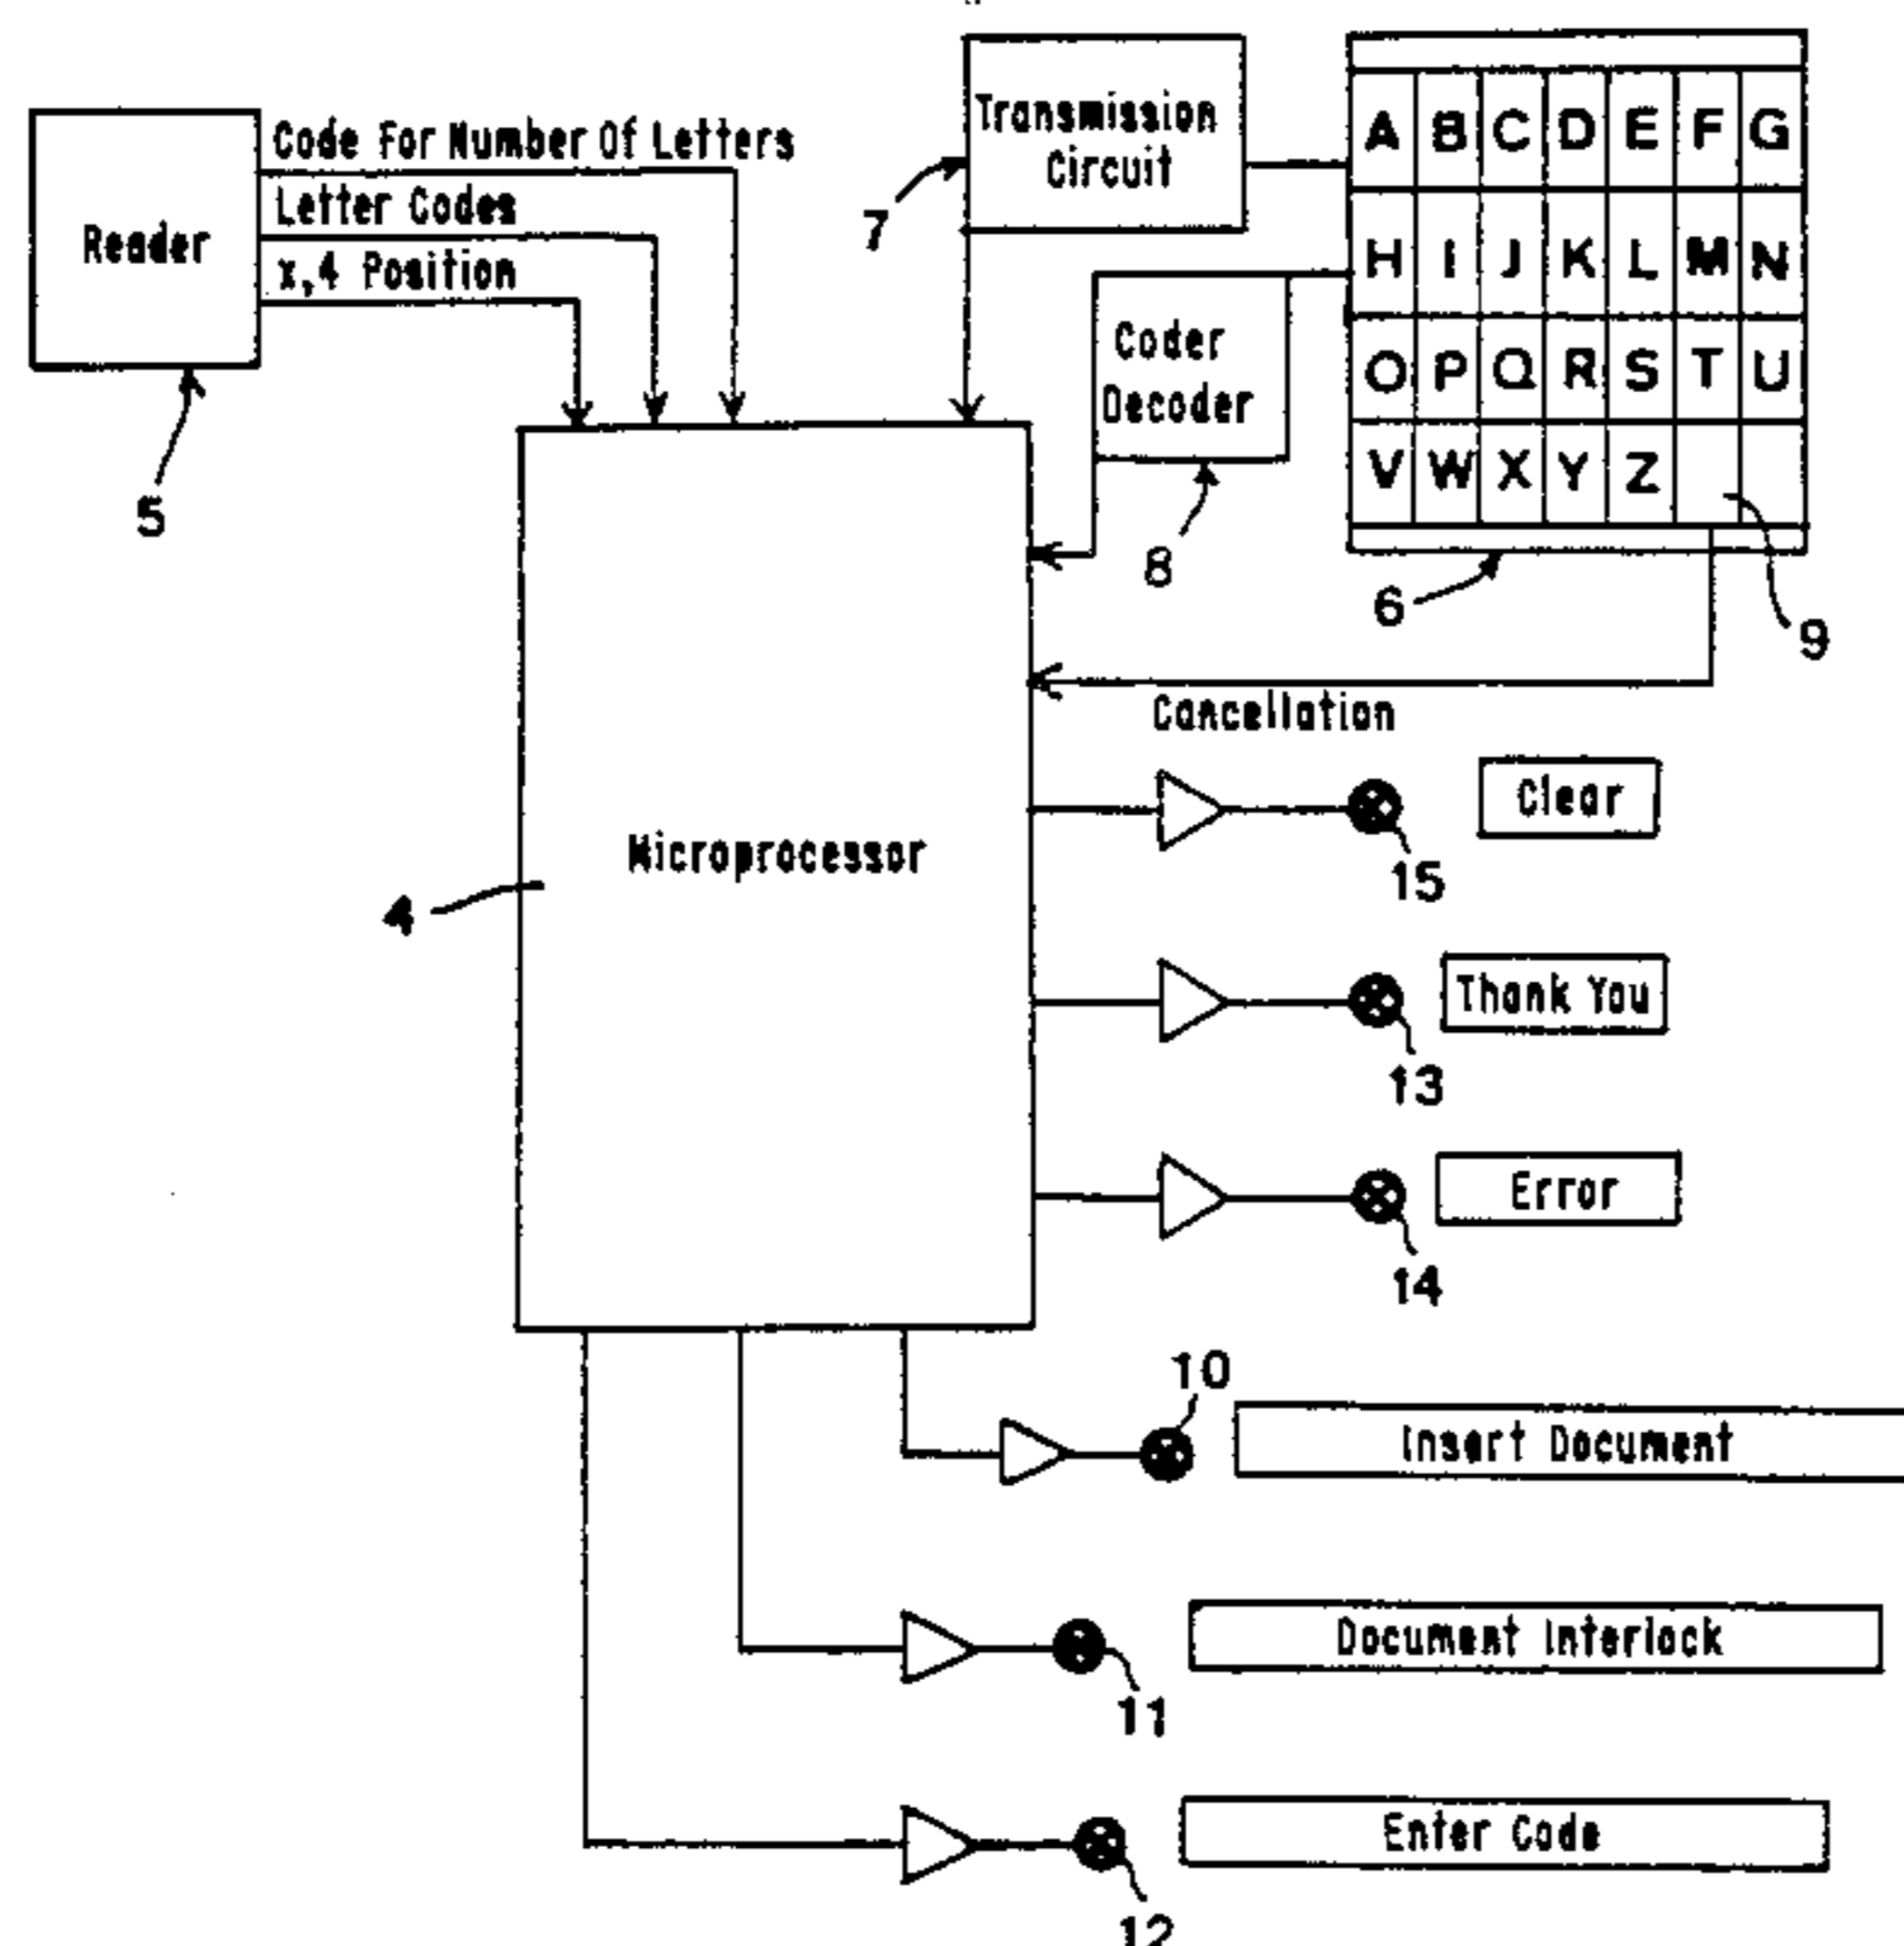 Code For Number Of Letters
Letter Codes
x,4 Position
Reader
5
Transmission
Circuit
7
A B C D E F G
H I J K L M N
O P Q R S T U
V W X Y Z
Coder
Decoder
8
6
9
Cancellation
Microprocessor
4
Clear
15
Thank You
13
Error
14
10
Insert Document
Document Interlock
11
Enter Code
12